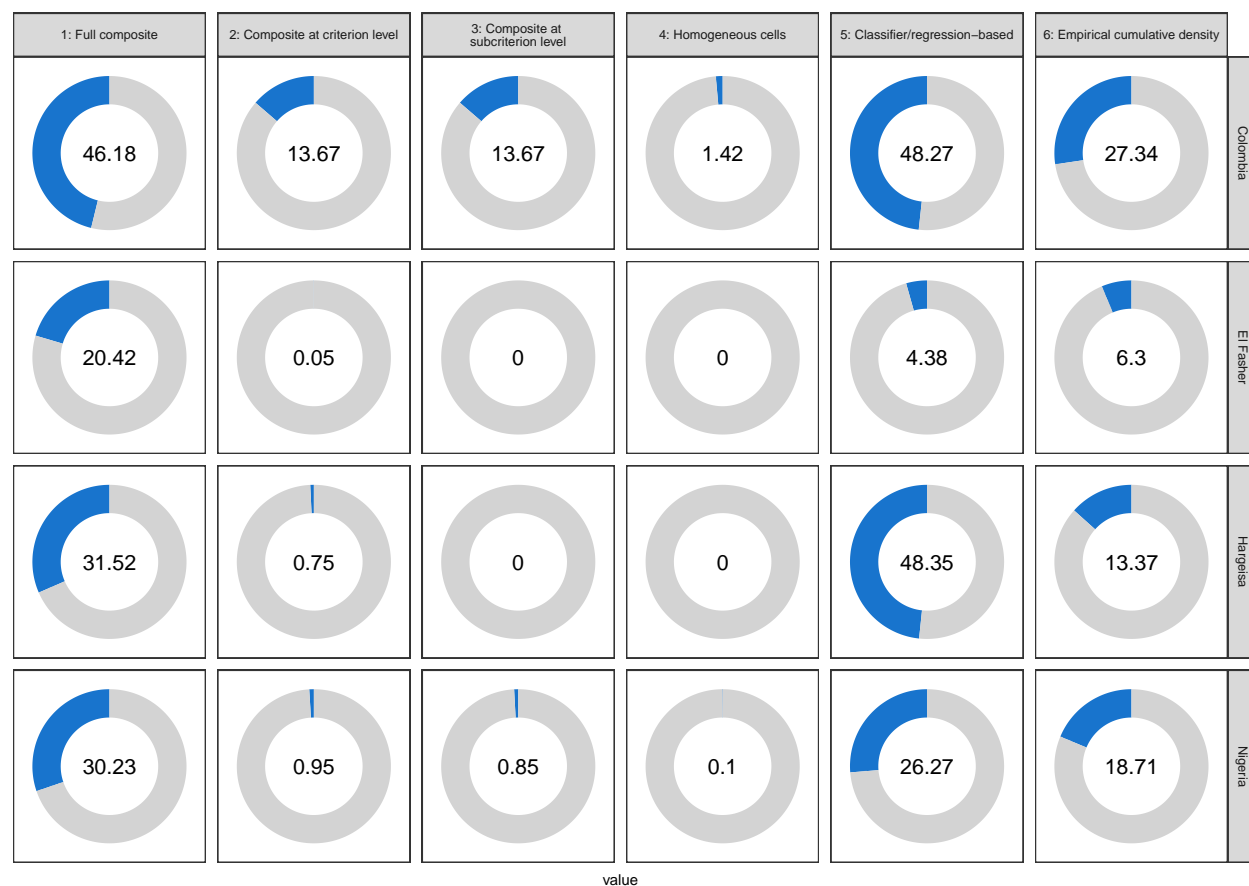 1: Full composite
2: Composite at criterion level
3: Composite at
subcriterion level
4: Homogeneous cells
5: Classifier/regression−based
6: Empirical cumulative density
46.18
13.67
13.67
1.42
48.27
27.34
Colombia
20.42
0.05
0
0
4.38
6.3
El Fasher
31.52
0.75
0
0
48.35
13.37
Hargeisa
30.23
0.95
0.85
0.1
26.27
18.71
Nigeria
value